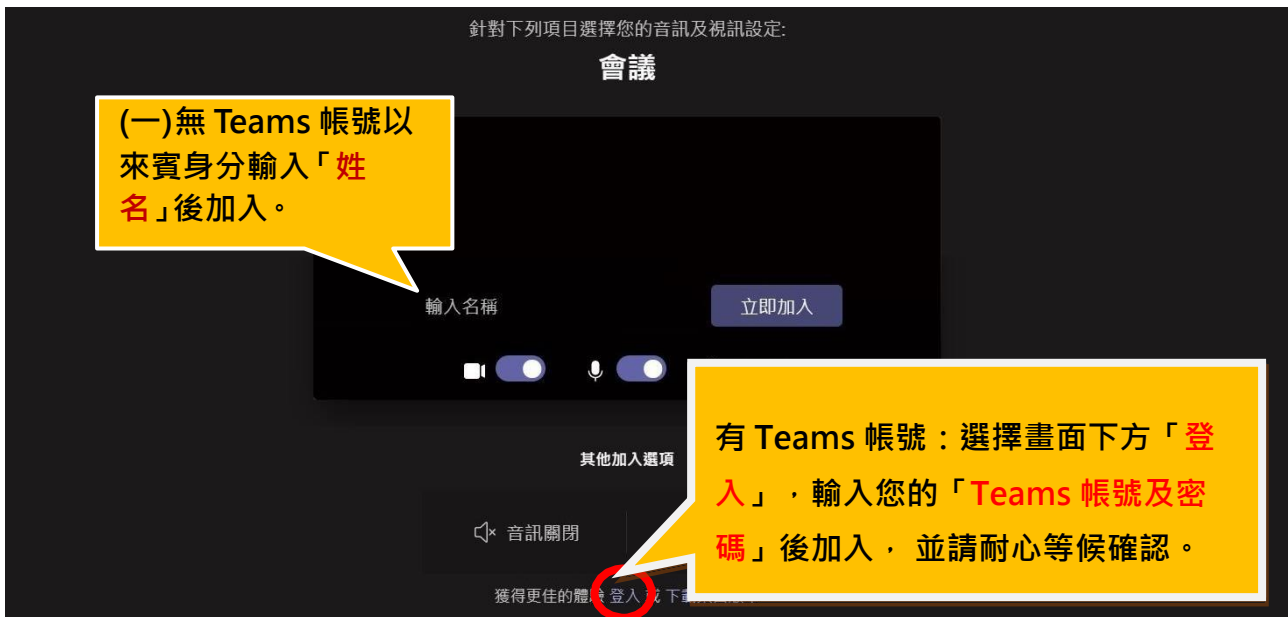 針對下列項目選擇您的音訊及視訊設定:
會議
(一)無 Teams 帳號以
來賓身分輸入「姓
名」後加入。
輸入名稱
立即加入
其他加入選項
音訊關閉
有 Teams 帳號：選擇畫面下方「登
入」，輸入您的「Teams 帳號及密
碼」後加入， 並請耐心等候確認。
獲得更佳的體驗 登入 或 下載